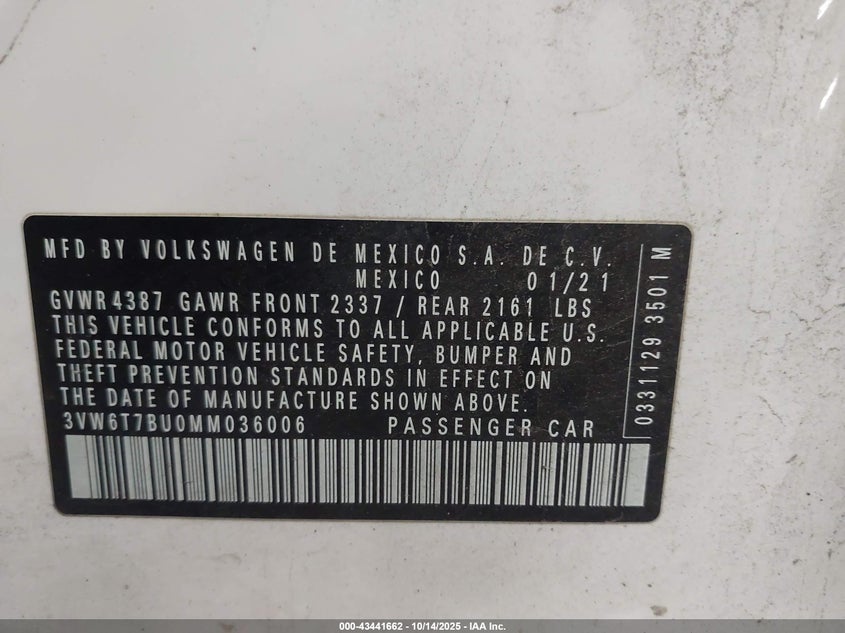 MFD BY VOLKSWAGEN DE MEXICO S.A. DE C.V.
MEXICO 01/21
GVWR 4387 GAWR FRONT 2337 / REAR 2161 LBS
THIS VEHICLE CONFORMS TO ALL APPLICABLE U.S.
FEDERAL MOTOR VEHICLE SAFETY, BUMPER AND
THEFT PREVENTION STANDARDS IN EFFECT ON
THE DATE OF MANUFACTURE SHOWN ABOVE.
3VW6T7BU0MM036006 PASSENGER CAR
0331129 3501 M
000-43441662 - 10/14/2025 - IAA Inc.